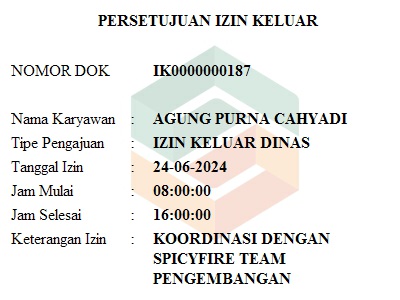 PERSETUJUAN IZIN KELUAR
NOMOR DOK IK0000000187
Nama Karyawan : AGUNG PURNA CAHYADI
Tipe Pengajuan : IZIN KELUAR DINAS
Tanggal Izin : 24-06-2024
Jam Mulai : 08:00:00
Jam Selesai : 16:00:00
Keterangan Izin : KOORDINASI DENGAN
SPICYFIRE TEAM
PENGEMBANGAN